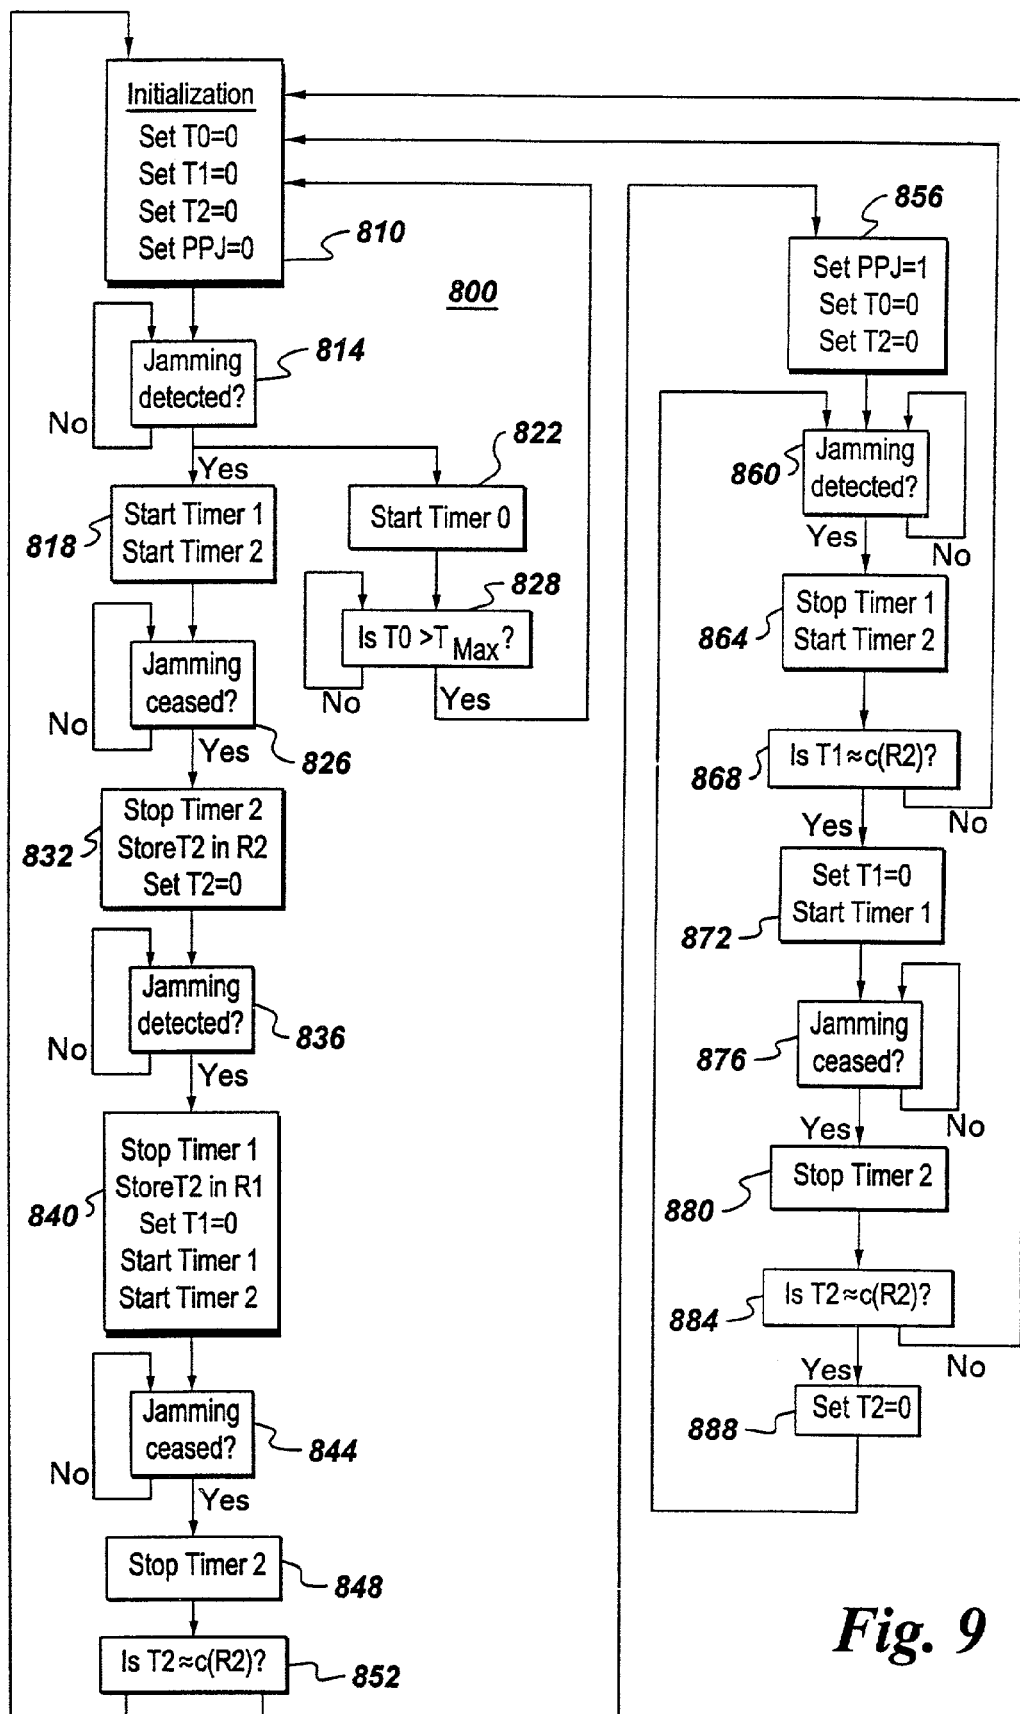 Initialization
Set T0=0
Set T1=0
Set T2=0
Set PPJ=0
810
800
Jamming
detected?
814
No
Yes
818
Start Timer 1
Start Timer 2
822
Start Timer 0
828
Is T0 >T Max ?
No
Yes
Jamming
ceased?
826
No
Yes
832
Stop Timer 2
StoreT2 in R2
Set T2=0
Jamming
detected?
836
No
Yes
840
Stop Timer 1
StoreT2 in R1
Set T1=0
Start Timer 1
Start Timer 2
Jamming
ceased?
844
No
Yes
Stop Timer 2
848
Is T2≈c(R2)?
852
856
Set PPJ=1
Set T0=0
Set T2=0
860
Jamming
detected?
Yes
No
864
Stop Timer 1
Start Timer 2
868
Is T1≈c(R2)?
Yes
No
872
Set T1=0
Start Timer 1
876
Jamming
ceased?
Yes
No
880
Stop Timer 2
884
Is T2≈c(R2)?
Yes
No
888
Set T2=0
Fig. 9